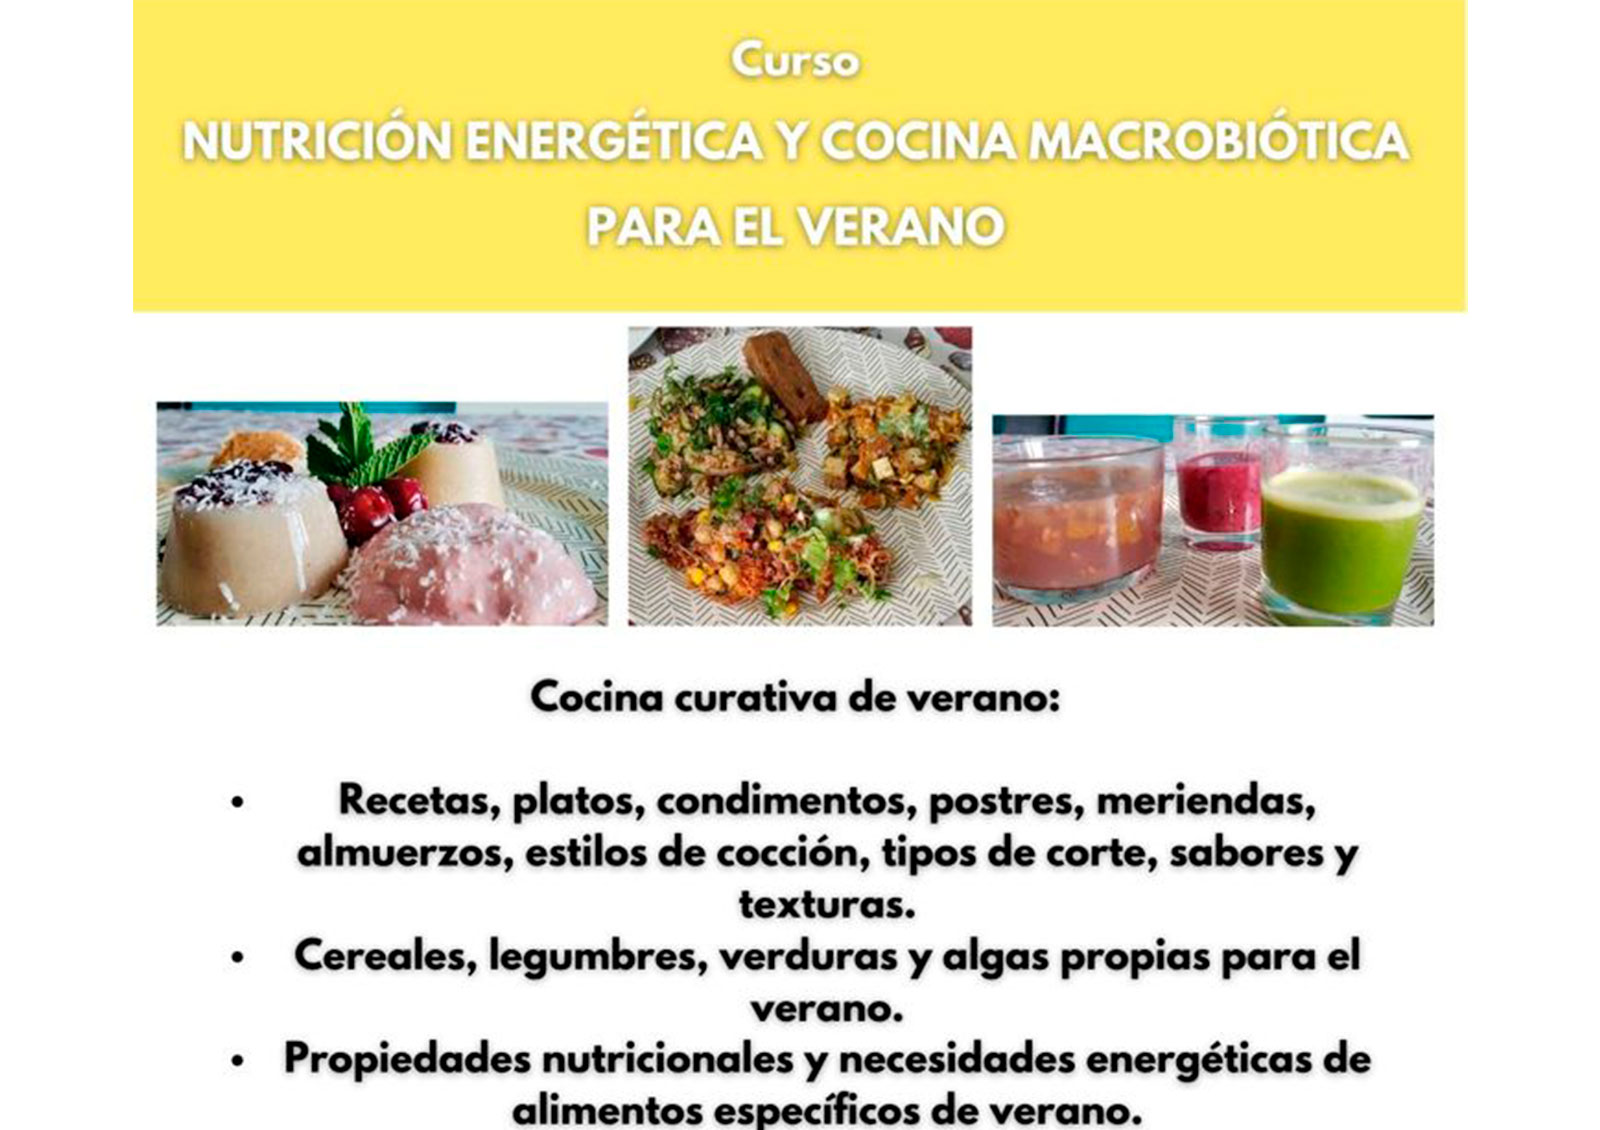 Curso
NUTRICIÓN ENERGÉTICA Y COCINA MACROBIÓTICA
PARA EL VERANO
Cocina curativa de verano:
• Recetas, platos, condimentos, postres, meriendas,
almuerzos, estilos de cocción, tipos de corte, sabores y
texturas.
• Cereales, legumbres, verduras y algas propias para el
verano.
• Propiedades nutricionales y necesidades energéticas de
alimentos específicos de verano.